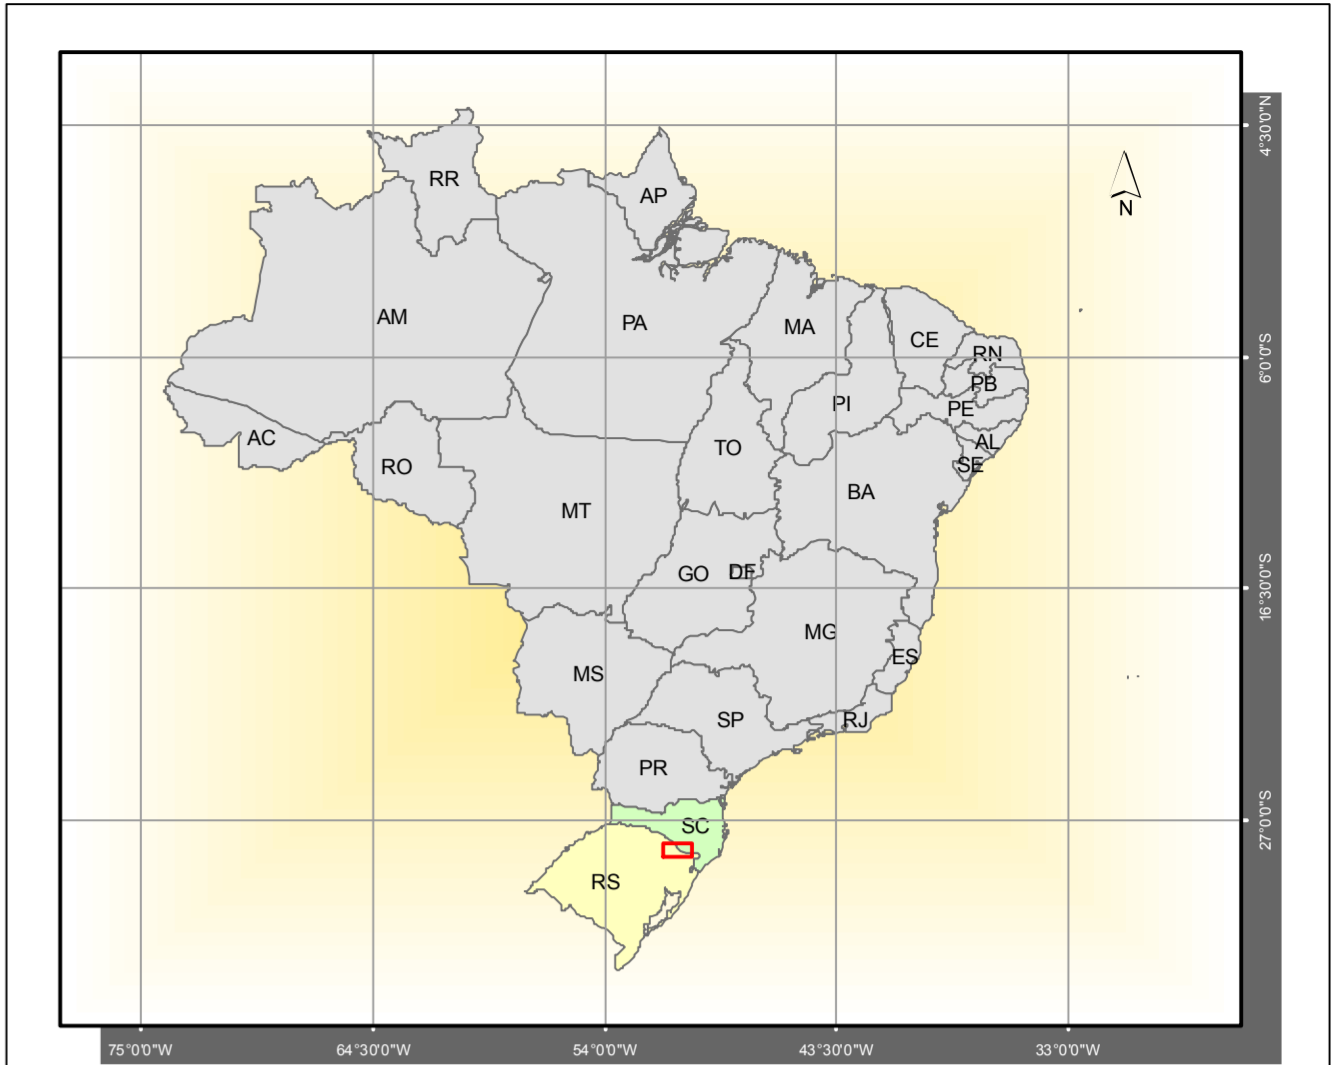 4°30'0"N
N
RR
AP
AM
PA
MA
CE
RN
6°0'0"S
PB
PI
PE
AC
TO
AL
RO
SE
BA
MT
GO
DF
16°30'0"S
MG
ES
MS
SP
RJ
PR
SC
27°0'0"S
RS
75°0'0"W
64°30'0"W
54°0'0"W
43°30'0"W
33°0'0"W